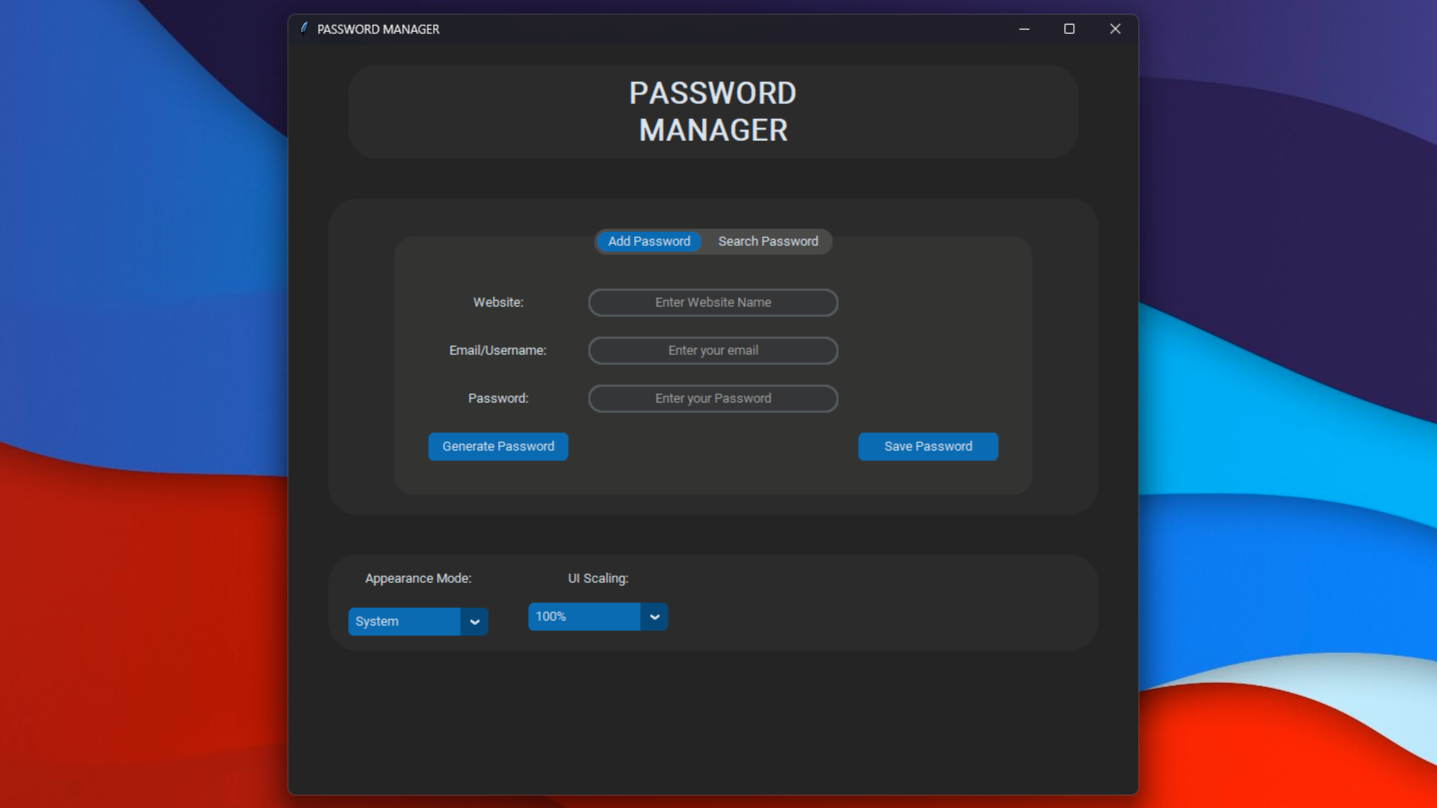 PASSWORD MANAGER
PASSWORD
MANAGER
Add Password Search Password
Website: Enter Website Name
Email/Username: Enter your email
Password: Enter your Password
Generate Password Save Password
Appearance Mode: UI Scaling:
System 100%